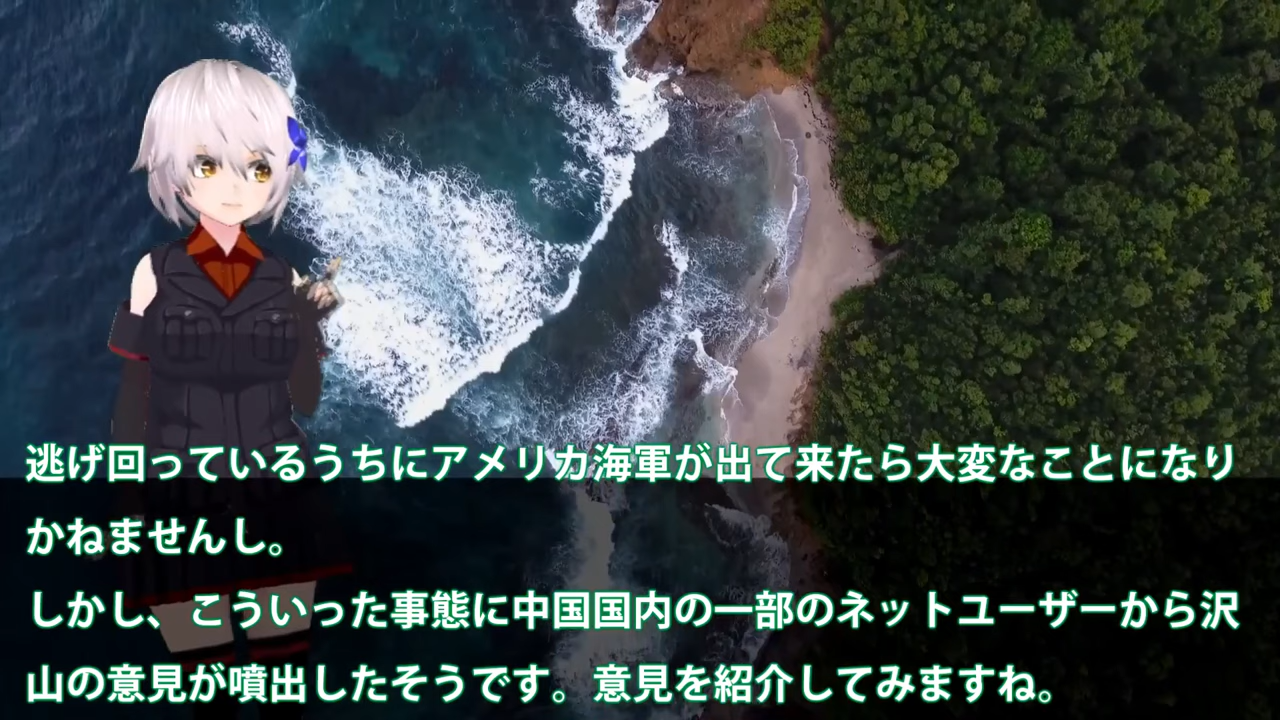 逃げ回っているうちにアメリカ海軍が出て来たら大変なことになり
かねませんし。
しかし、こういった事態に中国国内の一部のネットユーザーから沢
山の意見が噴出したそうです。意見を紹介してみますね。